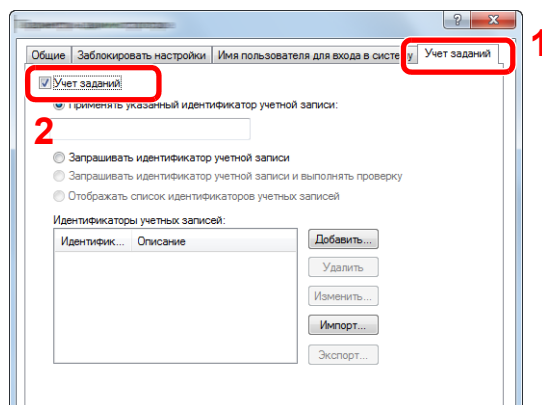 ?
1
Общие Заблокировать настройки Имя пользователя для входа в систему Учет заданий
Учет заданий
Применять указанный идентификатор учетной записи:
2
Запрашивать идентификатор учетной записи
Запрашивать идентификатор учетной записи и выполнять проверку
Отображать список идентификаторов учетных записей
Идентификаторы учетных записей:
Идентифик... Описание
Добавить...
Удалить
Изменить...
Импорт...
Экспорт...